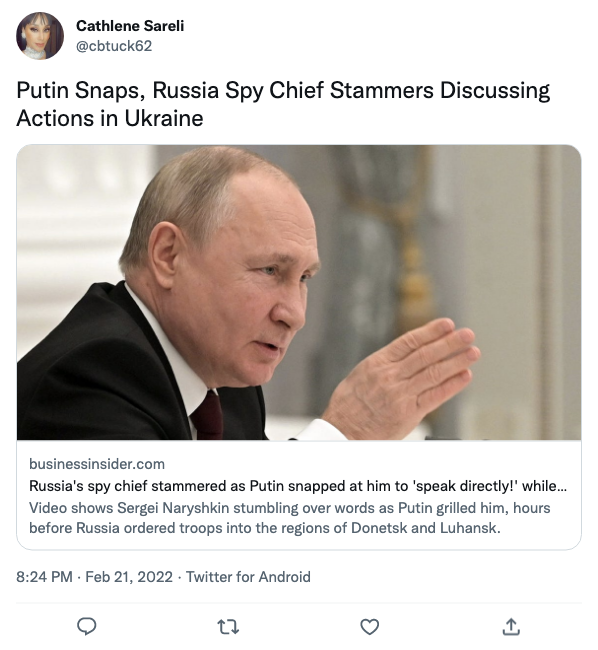 Cathlene Sareli
@cbtuck62
Putin Snaps, Russia Spy Chief Stammers Discussing
Actions in Ukraine
businessinsider.com
Russia's spy chief stammered as Putin snapped at him to 'speak directly!' while...
Video shows Sergei Naryshkin stumbling over words as Putin grilled him, hours
before Russia ordered troops into the regions of Donetsk and Luhansk.
8:24 PM · Feb 21, 2022 · Twitter for Android